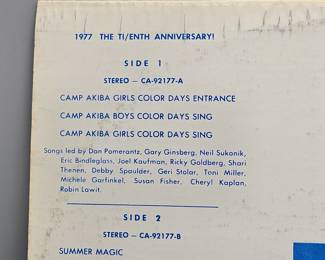 1977 THE TI/ENTH ANNIVERSARY!
SIDE 1
STEREO – CA-92177-A
CAMP AKIBA GIRLS COLOR DAYS ENTRANCE
CAMP AKIBA BOYS COLOR DAYS SING
CAMP AKIBA GIRLS COLOR DAYS SING
Songs led by Dan Pomerantz, Gary Ginsberg, Neil Sukonik,
Eric Bindleglass, Joel Kaufman, Ricky Goldberg, Shari
Thenen, Debby Spaulder, Geri Stolar, Toni Miller,
Michele Garfinkel, Susan Fisher, Cheryl Kaplan,
Robin Lawit.
SIDE 2
STEREO – CA-92177-B
SUMMER MAGIC